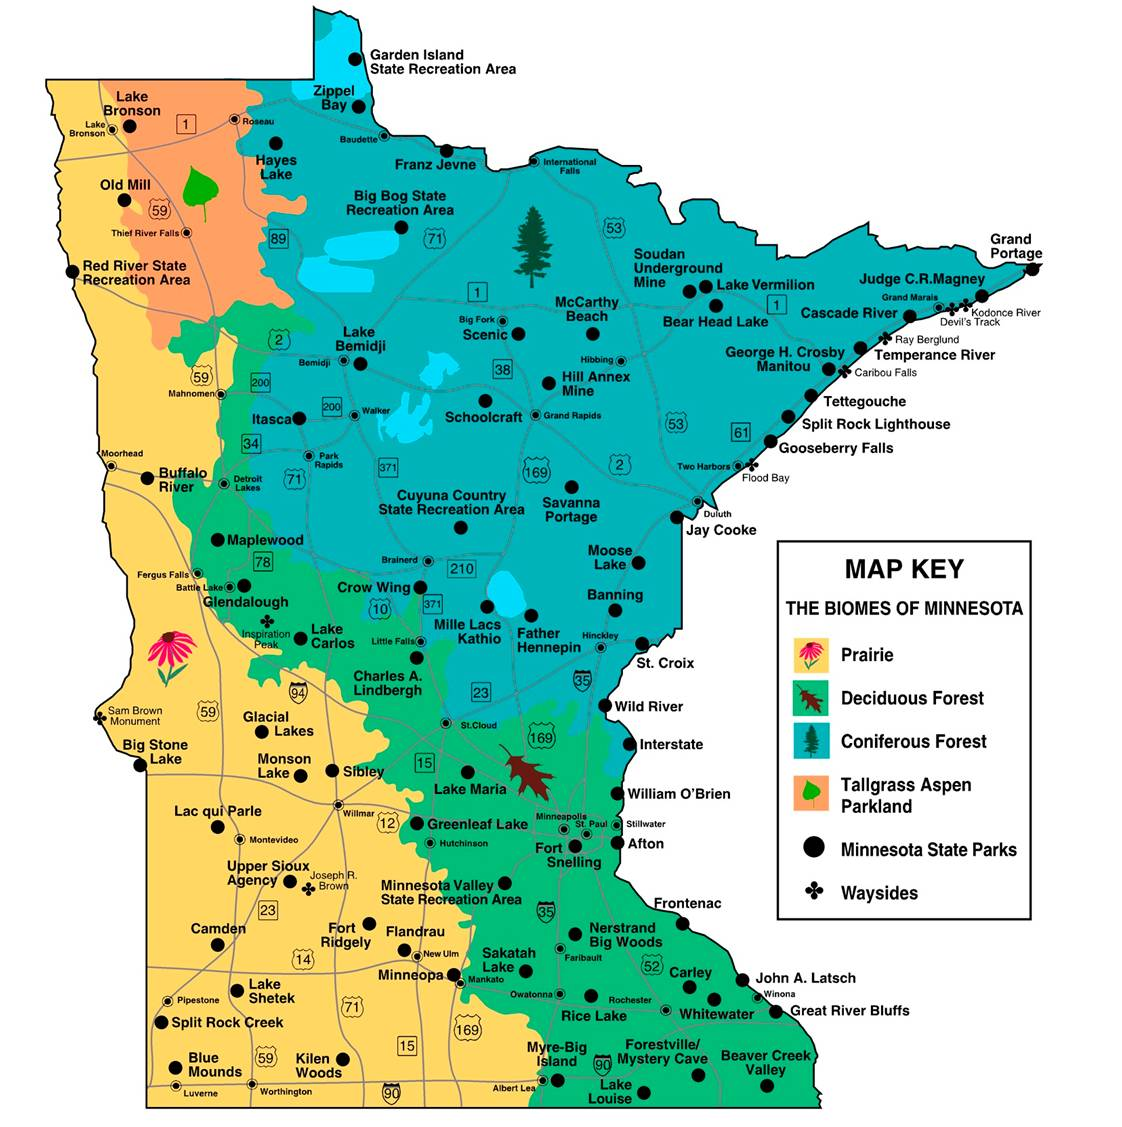 Garden Island
State Recreation Area
Zippel
Bay
Lake
Bronson
Lake
Bronson
1
Roseau
Baudette
Hayes
Lake
Franz Jevne
International
Falls
Old Mill
59
Thief River Falls
Big Bog State
Recreation Area
89
71
53
Red River State
Recreation Area
Soudan
Underground
Mine
Lake Vermilion
Bear Head Lake
1
Grand
Portage
Judge C.R.Magney
Grand Marais
Kodonce River
Devil's Track
Cascade River
1
McCarthy
Beach
Big Fork
Scenic
Ray Berglund
Temperance River
George H. Crosby
Manitou
Caribou Falls
2
Lake
Bemidji
Bemidji
Hibbing
38
Hill Annex
Mine
59
200
Mahnomen
Itasca
200
Walker
Schoolcraft
Grand Rapids
Tettegouche
Split Rock Lighthouse
53
61
Gooseberry Falls
34
Park
Rapids
371
169
2
Two Harbors
Flood Bay
Moorhead
Buffalo
River
Detroit
Lakes
71
Cuyuna Country
State Recreation Area
Savanna
Portage
Duluth
Jay Cooke
Maplewood
78
Brainerd
210
Moose
Lake
Fergus Falls
Battle Lake
Glendalough
Crow Wing
10
371
Banning
Inspiration
Peak
Lake
Carlos
Little Falls
Mille Lacs
Kathio
Father
Hennepin
Hinckley
St. Croix
Charles A.
Lindbergh
94
23
35
Wild River
59
Sam Brown
Monument
Glacial
Lakes
St.Cloud
169
Interstate
Big Stone
Lake
Monson
Lake
Sibley
15
Lake Maria
William O'Brien
Lac qui Parle
Willmar
12
Greenleaf Lake
Minneapolis
St. Paul
Stillwater
Montevideo
Hutchinson
Fort
Snelling
Afton
Upper Sioux
Agency
Joseph R.
Brown
Minnesota Valley
State Recreation Area
23
35
Frontenac
Camden
Fort
Ridgely
Flandrau
New Ulm
Nerstrand
Big Woods
Faribault
14
Minneopa
Mankato
Sakatah
Lake
52
Carley
John A. Latsch
Winona
Lake
Shetek
Pipestone
Owatonna
Rochester
Rice Lake
Whitewater
Great River Bluffs
Split Rock Creek
71
169
15
Blue
Mounds
59
Kilen
Woods
Myre-Big
Island
90
Forestville/
Mystery Cave
Beaver Creek
Valley
Luverne
Worthington
90
Albert Lea
Lake
Louise
MAP KEY
THE BIOMES OF MINNESOTA
Prairie
Deciduous Forest
Coniferous Forest
Tallgrass Aspen
Parkland
Minnesota State Parks
Waysides